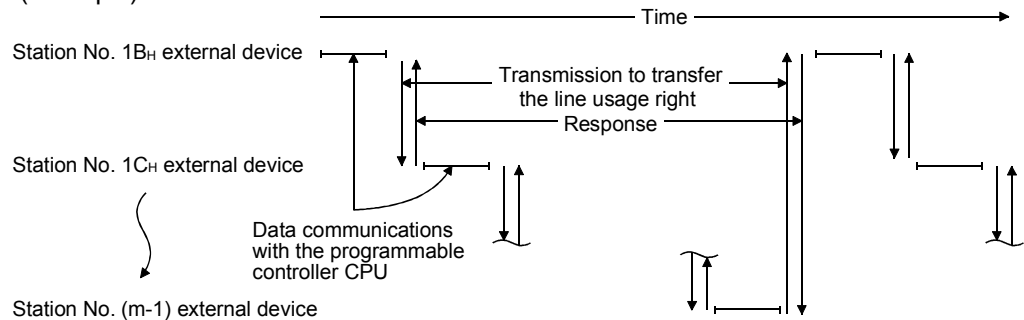 Time
Station No. 1BH external device
Transmission to transfer
the line usage right
Response
Station No. 1CH external device
Data communications
with the programmable
controller CPU
Station No. (m-1) external device